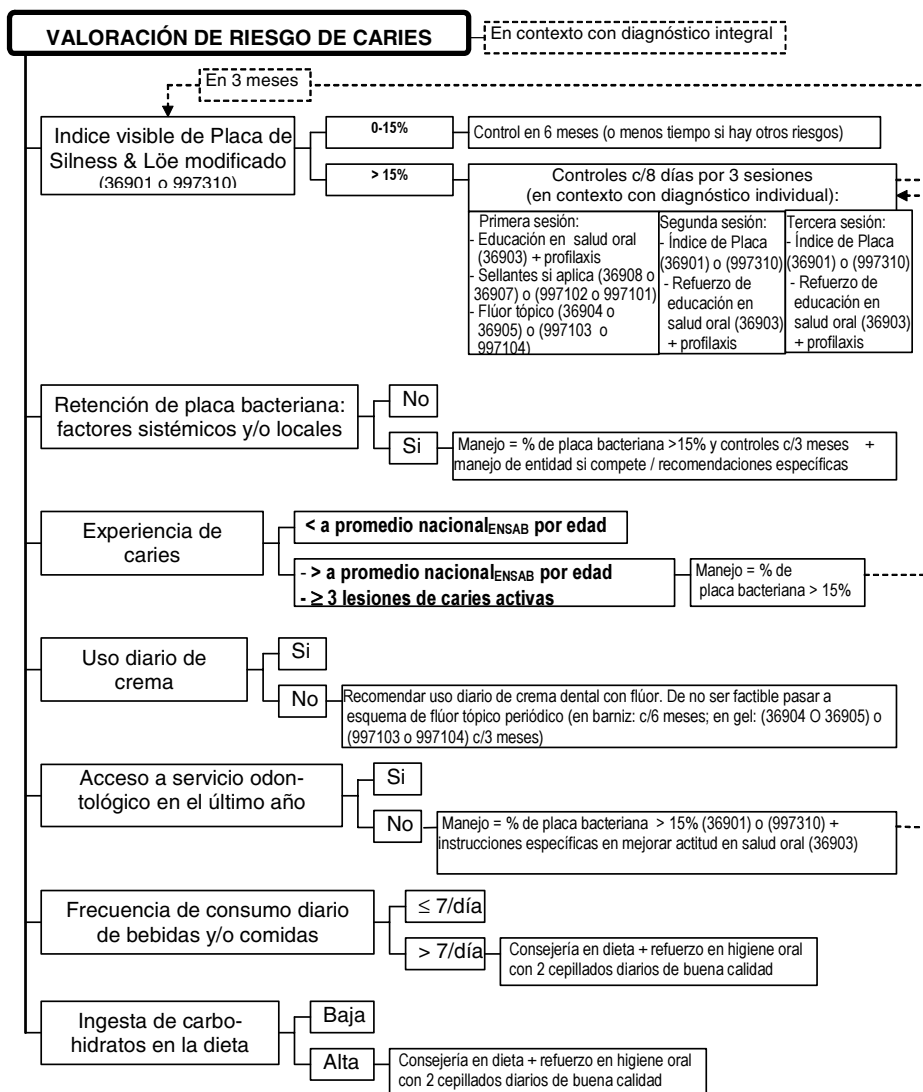 VALORACIÓN DE RIESGO DE CARIES
En contexto con diagnóstico integral
En 3 meses
Indice visible de Placa de
Silness & Löe modificado
(36901 o 997310)
0-15%
Control en 6 meses (o menos tiempo si hay otros riesgos)
> 15%
Controles c/8 días por 3 sesiones
(en contexto con diagnóstico individual):
Primera sesión:
- Educación en salud oral
(36903) + profilaxis
- Sellantes si aplica (36908 o
36907) o (997102 o 997101)
- Flúor tópico (36904 o
36905) o (997103 o
997104)
Segunda sesión:
- Índice de Placa
(36901) o (997310)
- Refuerzo de
educación en
salud oral (36903)
+ profilaxis
Tercera sesión:
- Índice de Placa
(36901) o (997310)
- Refuerzo de
educación en
salud oral (36903)
+ profilaxis
Retención de placa bacteriana:
factores sistémicos y/o locales
No
Si
Manejo = % de placa bacteriana >15% y controles c/3 meses +
manejo de entidad si compete / recomendaciones específicas
Experiencia de
caries
< a promedio nacionalENSAB por edad
- > a promedio nacionalENSAB por edad
- ≥ 3 lesiones de caries activas
Manejo = % de
placa bacteriana > 15%
Uso diario de
crema
Si
No
Recomendar uso diario de crema dental con flúor. De no ser factible pasar a
esquema de flúor tópico periódico (en barniz: c/6 meses; en gel: (36904 O 36905) o
(997103 o 997104) c/3 meses)
Acceso a servicio odon-
tológico en el último año
Si
No
Manejo = % de placa bacteriana > 15% (36901) o (997310) +
instrucciones específicas en mejorar actitud en salud oral (36903)
Frecuencia de consumo diario
de bebidas y/o comidas
≤ 7/día
> 7/día
Consejería en dieta + refuerzo en higiene oral
con 2 cepillados diarios de buena calidad
Ingesta de carbo-
hidratos en la dieta
Baja
Alta
Consejería en dieta + refuerzo en higiene oral
con 2 cepillados diarios de buena calidad